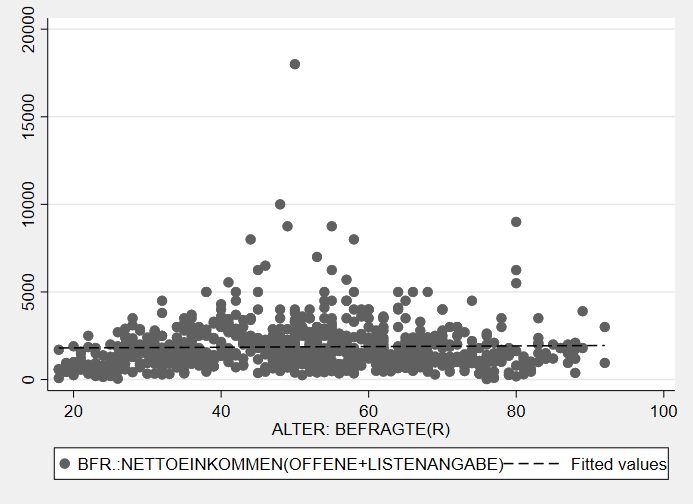 20000
15000
10000
5000
0
20 40 60 80 100
ALTER: BEFRAGTE(R)
BFR.:NETTOEINKOMMEN(OFFENE+LISTENANGABE) Fitted values